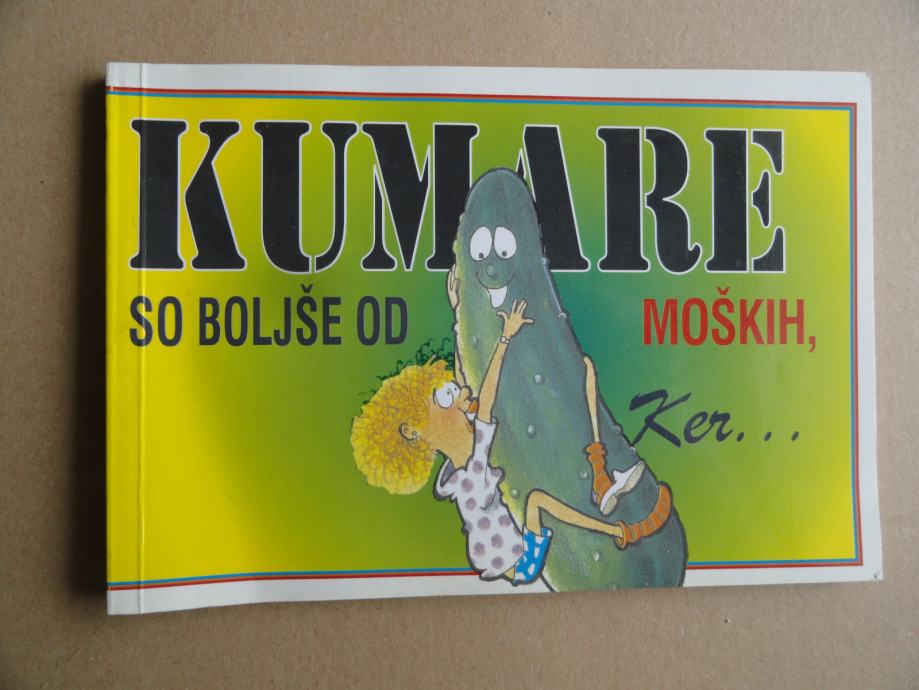 KUMARE
SO BOLJŠE OD MOŠKIH,
Ker...